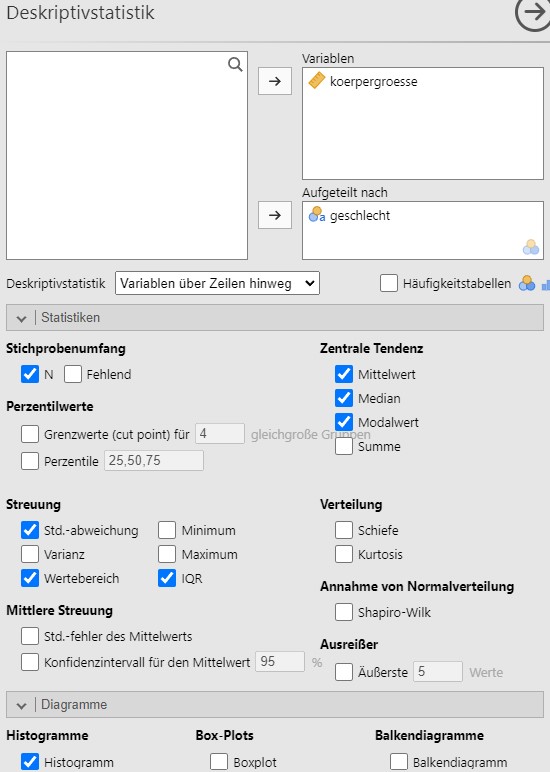 Deskriptivstatistik
Variablen
koerpergroesse
Aufgeteilt nach
a geschlecht
Deskriptivstatistik Variablen über Zeilen hinweg Häufigkeitstabellen
Statistiken
Stichprobenumfang
N Fehlend
Perzentilwerte
Grenzwerte (cut point) für 4 gleichgroße Gruppen
Perzentile 25,50,75
Zentrale Tendenz
Mittelwert
Median
Modalwert
Summe
Streuung
Std.-abweichung Minimum
Varianz Maximum
Wertebereich IQR
Mittlere Streuung
Std.-fehler des Mittelwerts
Konfidenzintervall für den Mittelwert 95 %
Verteilung
Schiefe
Kurtosis
Annahme von Normalverteilung
Shapiro-Wilk
Ausreißer
Äußerste 5 Werte
Diagramme
Histogramme
Histogramm
Box-Plots
Boxplot
Balkendiagramme
Balkendiagramm